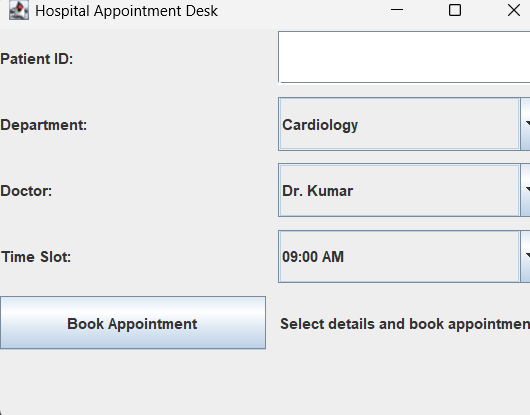 Hospital Appointment Desk
Patient ID:
Department: Cardiology
Doctor: Dr. Kumar
Time Slot: 09:00 AM
Book Appointment Select details and book appointmen